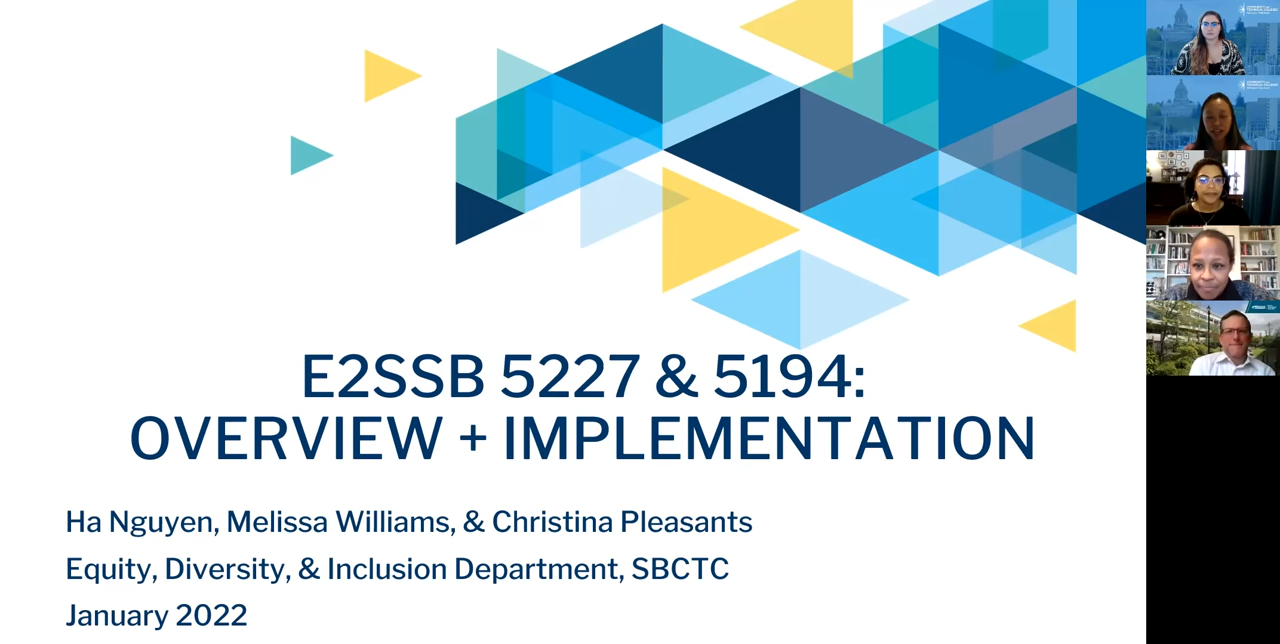 E2SSB 5227 & 5194:
OVERVIEW + IMPLEMENTATION
Ha Nguyen, Melissa Williams, & Christina Pleasants
Equity, Diversity, & Inclusion Department, SBCTC
January 2022